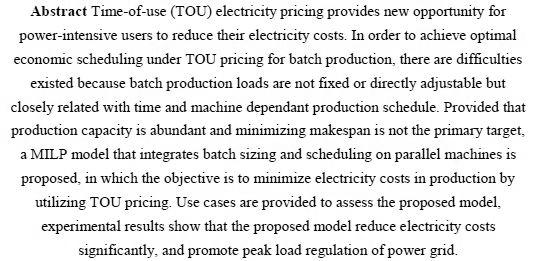 Abstract Time-of-use (TOU) electricity pricing provides new opportunity for
power-intensive users to reduce their electricity costs. In order to achieve optimal
economic scheduling under TOU pricing for batch production, there are difficulties
existed because batch production loads are not fixed or directly adjustable but
closely related with time and machine dependant production schedule. Provided that
production capacity is abundant and minimizing makespan is not the primary target,
a MILP model that integrates batch sizing and scheduling on parallel machines is
proposed, in which the objective is to minimize electricity costs in production by
utilizing TOU pricing. Use cases are provided to assess the proposed model,
experimental results show that the proposed model reduce electricity costs
significantly, and promote peak load regulation of power grid.